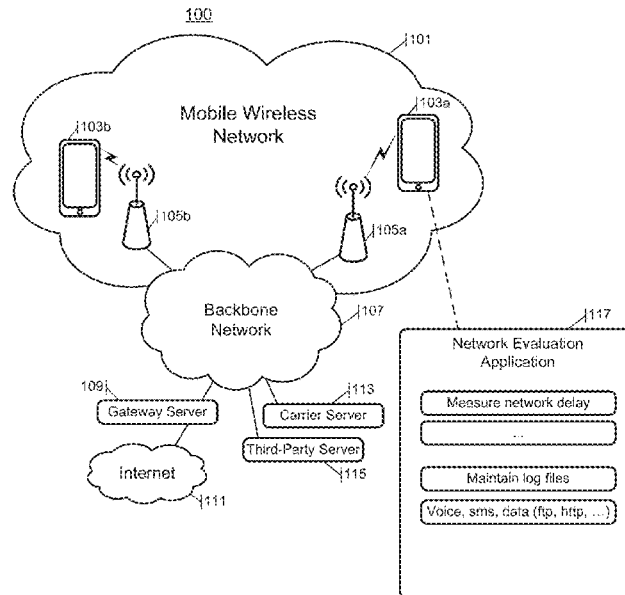 100
101
Mobile Wireless
Network
103b
103a
105b
105a
Backbone
Network
107
117
Network Evaluation
Application
109
113
Gateway Server
Carrier Server
Measure network delay
...
Third-Party Server
115
Internet
111
Maintain log files
Voice, sms, data (ftp, http, ...)